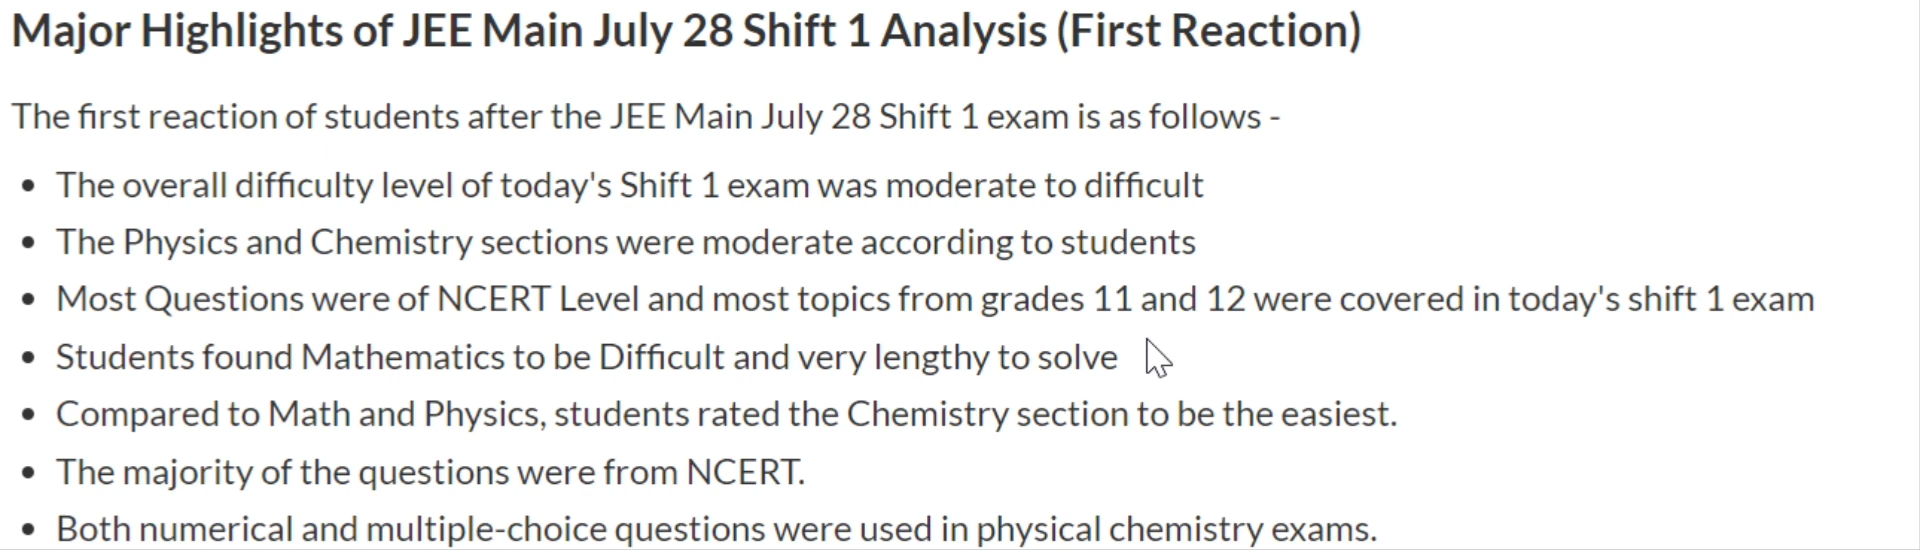 Major Highlights of JEE Main July 28 Shift 1 Analysis (First Reaction)
The first reaction of students after the JEE Main July 28 Shift 1 exam is as follows -
• The overall difficulty level of today's Shift 1 exam was moderate to difficult
• The Physics and Chemistry sections were moderate according to students
• Most Questions were of NCERT Level and most topics from grades 11 and 12 were covered in today's shift 1 exam
• Students found Mathematics to be Difficult and very lengthy to solve
• Compared to Math and Physics, students rated the Chemistry section to be the easiest.
• The majority of the questions were from NCERT.
• Both numerical and multiple-choice questions were used in physical chemistry exams.